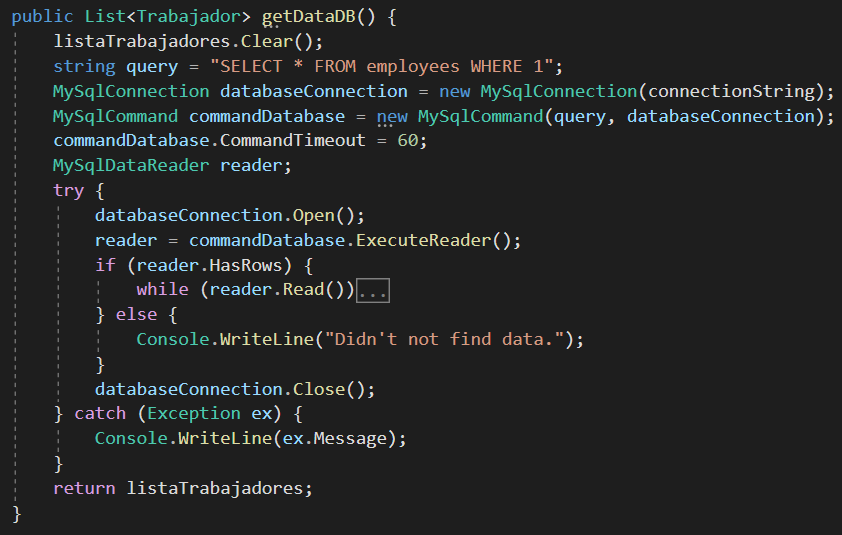 public List<Trabajador> getDataDB() {
listaTrabajadores.Clear();
string query = "SELECT * FROM employees WHERE 1";
MySqlConnection databaseConnection = new MySqlConnection(connectionString);
MySqlCommand commandDatabase = new MySqlCommand(query, databaseConnection);
commandDatabase.CommandTimeout = 60;
MySqlDataReader reader;
try {
databaseConnection.Open();
reader = commandDatabase.ExecuteReader();
if (reader.HasRows) {
while (reader.Read())...
} else {
Console.WriteLine("Didn't not find data.");
}
databaseConnection.Close();
} catch (Exception ex) {
Console.WriteLine(ex.Message);
}
return listaTrabajadores;
}